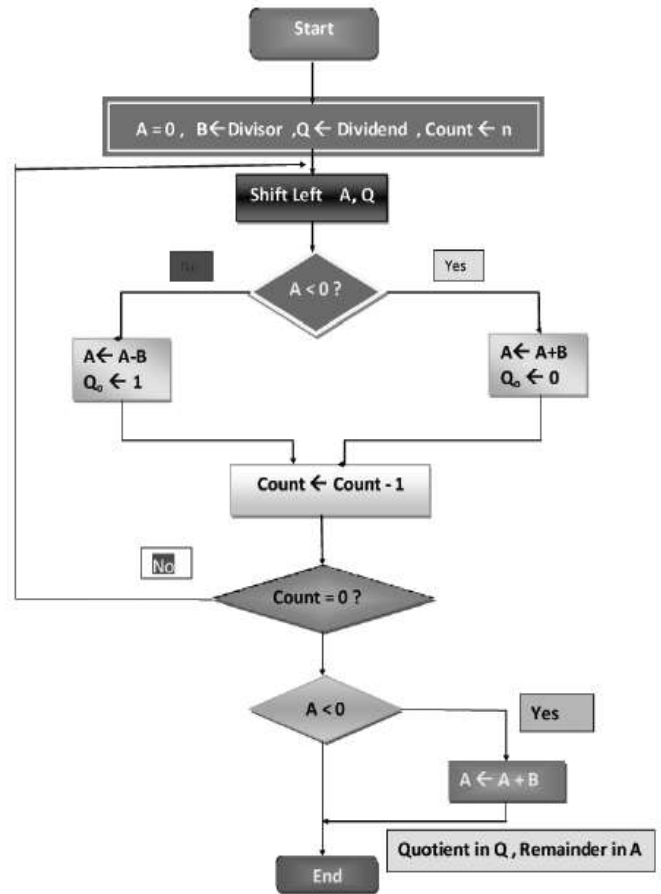 Start
A = 0 , B ← Divisor ,Q ← Dividend , Count ← n
Shift Left A, Q
No
Yes
A < 0 ?
A ← A-B
Q₀ ← 1
A ← A+B
Q₀ ← 0
Count ← Count - 1
No
Count = 0 ?
A < 0
Yes
A ← A + B
Quotient in Q , Remainder in A
End